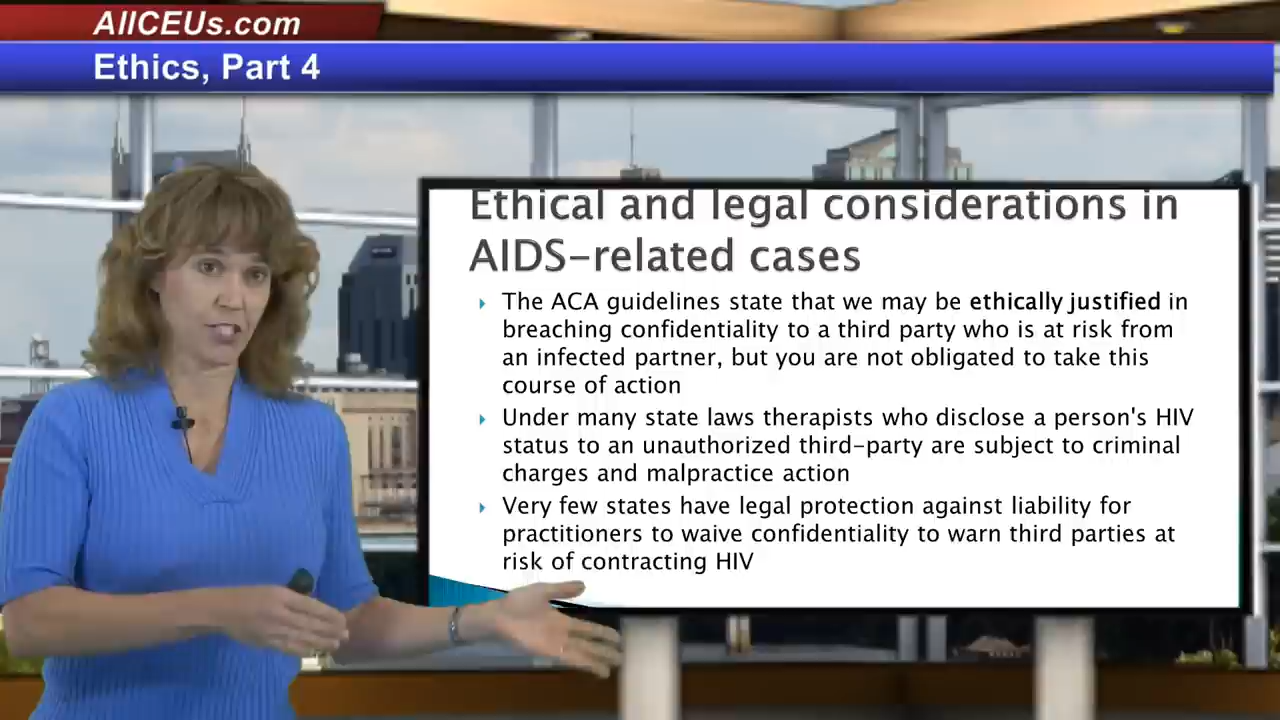 AllCEUs.com
Ethics, Part 4
Ethical and legal considerations in
AIDS-related cases
The ACA guidelines state that we may be ethically justified in
breaching confidentiality to a third party who is at risk from
an infected partner, but you are not obligated to take this
course of action
Under many state laws therapists who disclose a person's HIV
status to an unauthorized third-party are subject to criminal
charges and malpractice action
Very few states have legal protection against liability for
practitioners to waive confidentiality to warn third parties at
risk of contracting HIV